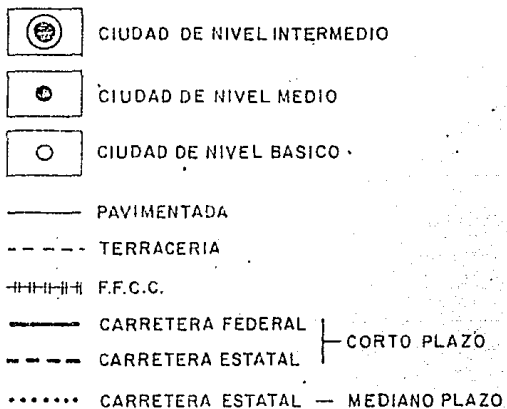 CIUDAD DE NIVEL INTERMEDIO
CIUDAD DE NIVEL MEDIO
CIUDAD DE NIVEL BASICO
PAVIMENTADA
TERRACERIA
F.F.C.C.
CARRETERA FEDERAL
CORTO PLAZO
CARRETERA ESTATAL
CARRETERA ESTATAL — MEDIANO PLAZO